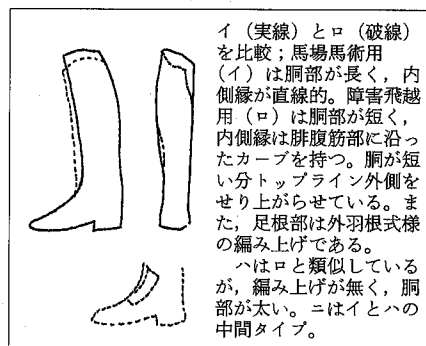 イ（実線）とロ（破線）
を比較；馬場馬術用
（イ）は胴部が長く，内
側縁が直線的。障害飛越
用（ロ）は胴部が短く，
内側縁は腓腹筋部に沿っ
たカーブを持つ。胴が短
い分トップライン外側を
せり上がらせている。ま
た，足根部は外羽根式様
の編み上げである。
　ハはロと類似している
が，編み上げが無く，胴
部が太い。ニはイとハの
中間タイプ。